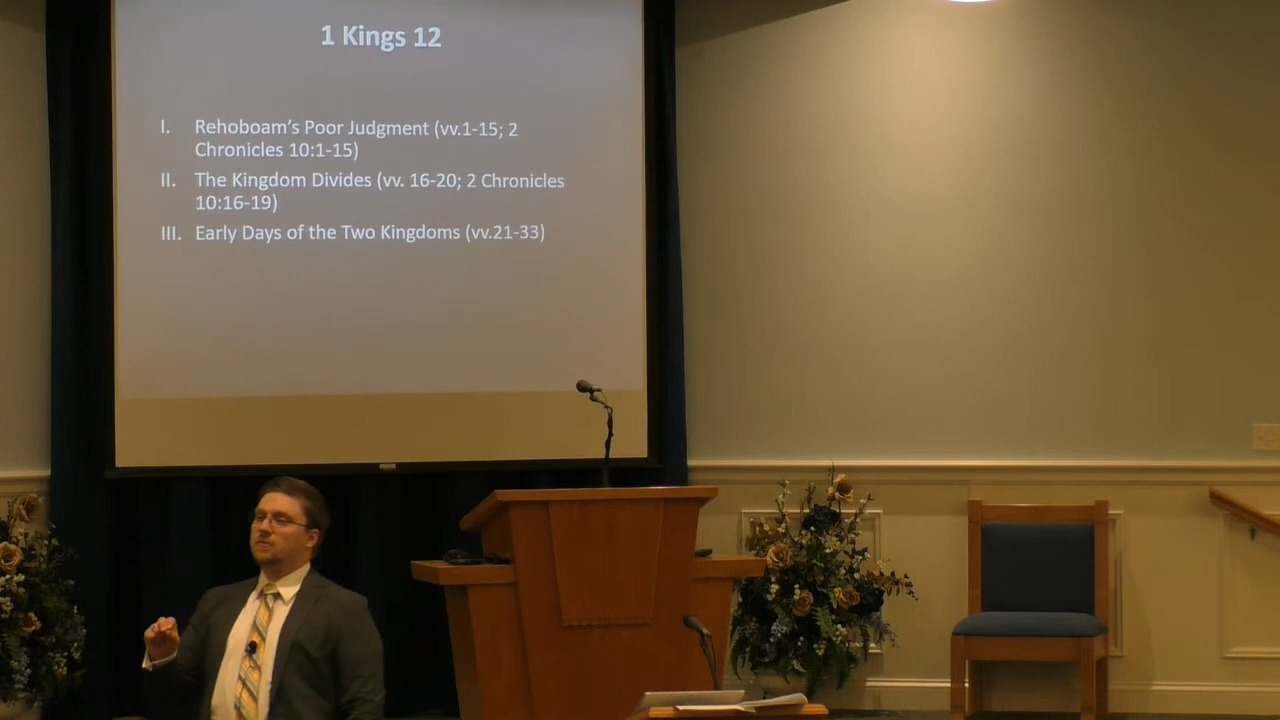 1 Kings 12
I. Rehoboam's Poor Judgment (vv.1-15; 2
Chronicles 10:1-15)
II. The Kingdom Divides (vv. 16-20; 2 Chronicles
10:16-19)
III. Early Days of the Two Kingdoms (vv.21-33)